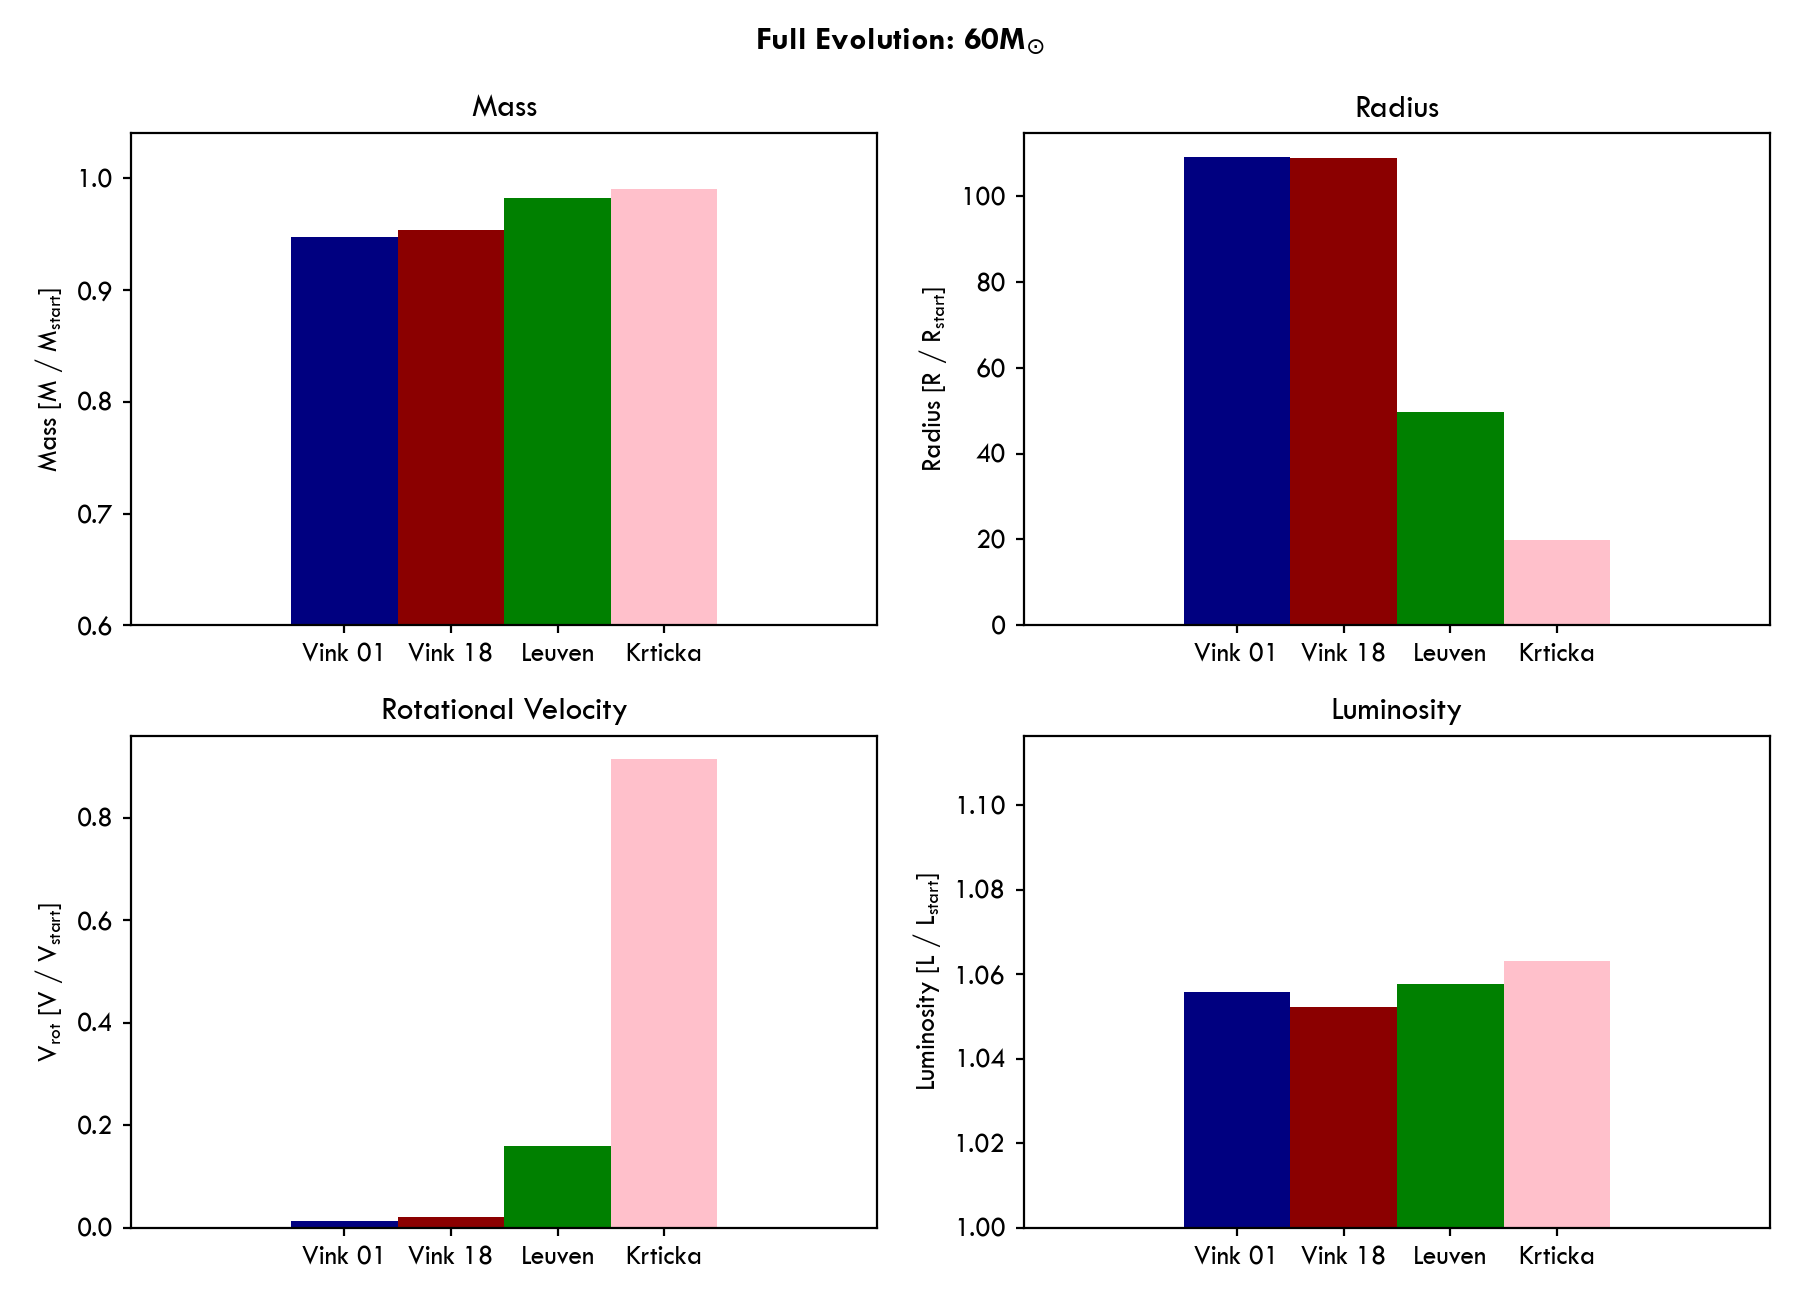 Full Evolution: 60M☉
Mass
Mass [M / Mstart]
1.0
0.9
0.8
0.7
0.6
Vink 01 Vink 18 Leuven Krticka
Radius
Radius [R / Rstart]
100
80
60
40
20
0
Vink 01 Vink 18 Leuven Krticka
Rotational Velocity
Vrot [V / Vstart]
0.8
0.6
0.4
0.2
0.0
Vink 01 Vink 18 Leuven Krticka
Luminosity
Luminosity [L / Lstart]
1.10
1.08
1.06
1.04
1.02
1.00
Vink 01 Vink 18 Leuven Krticka